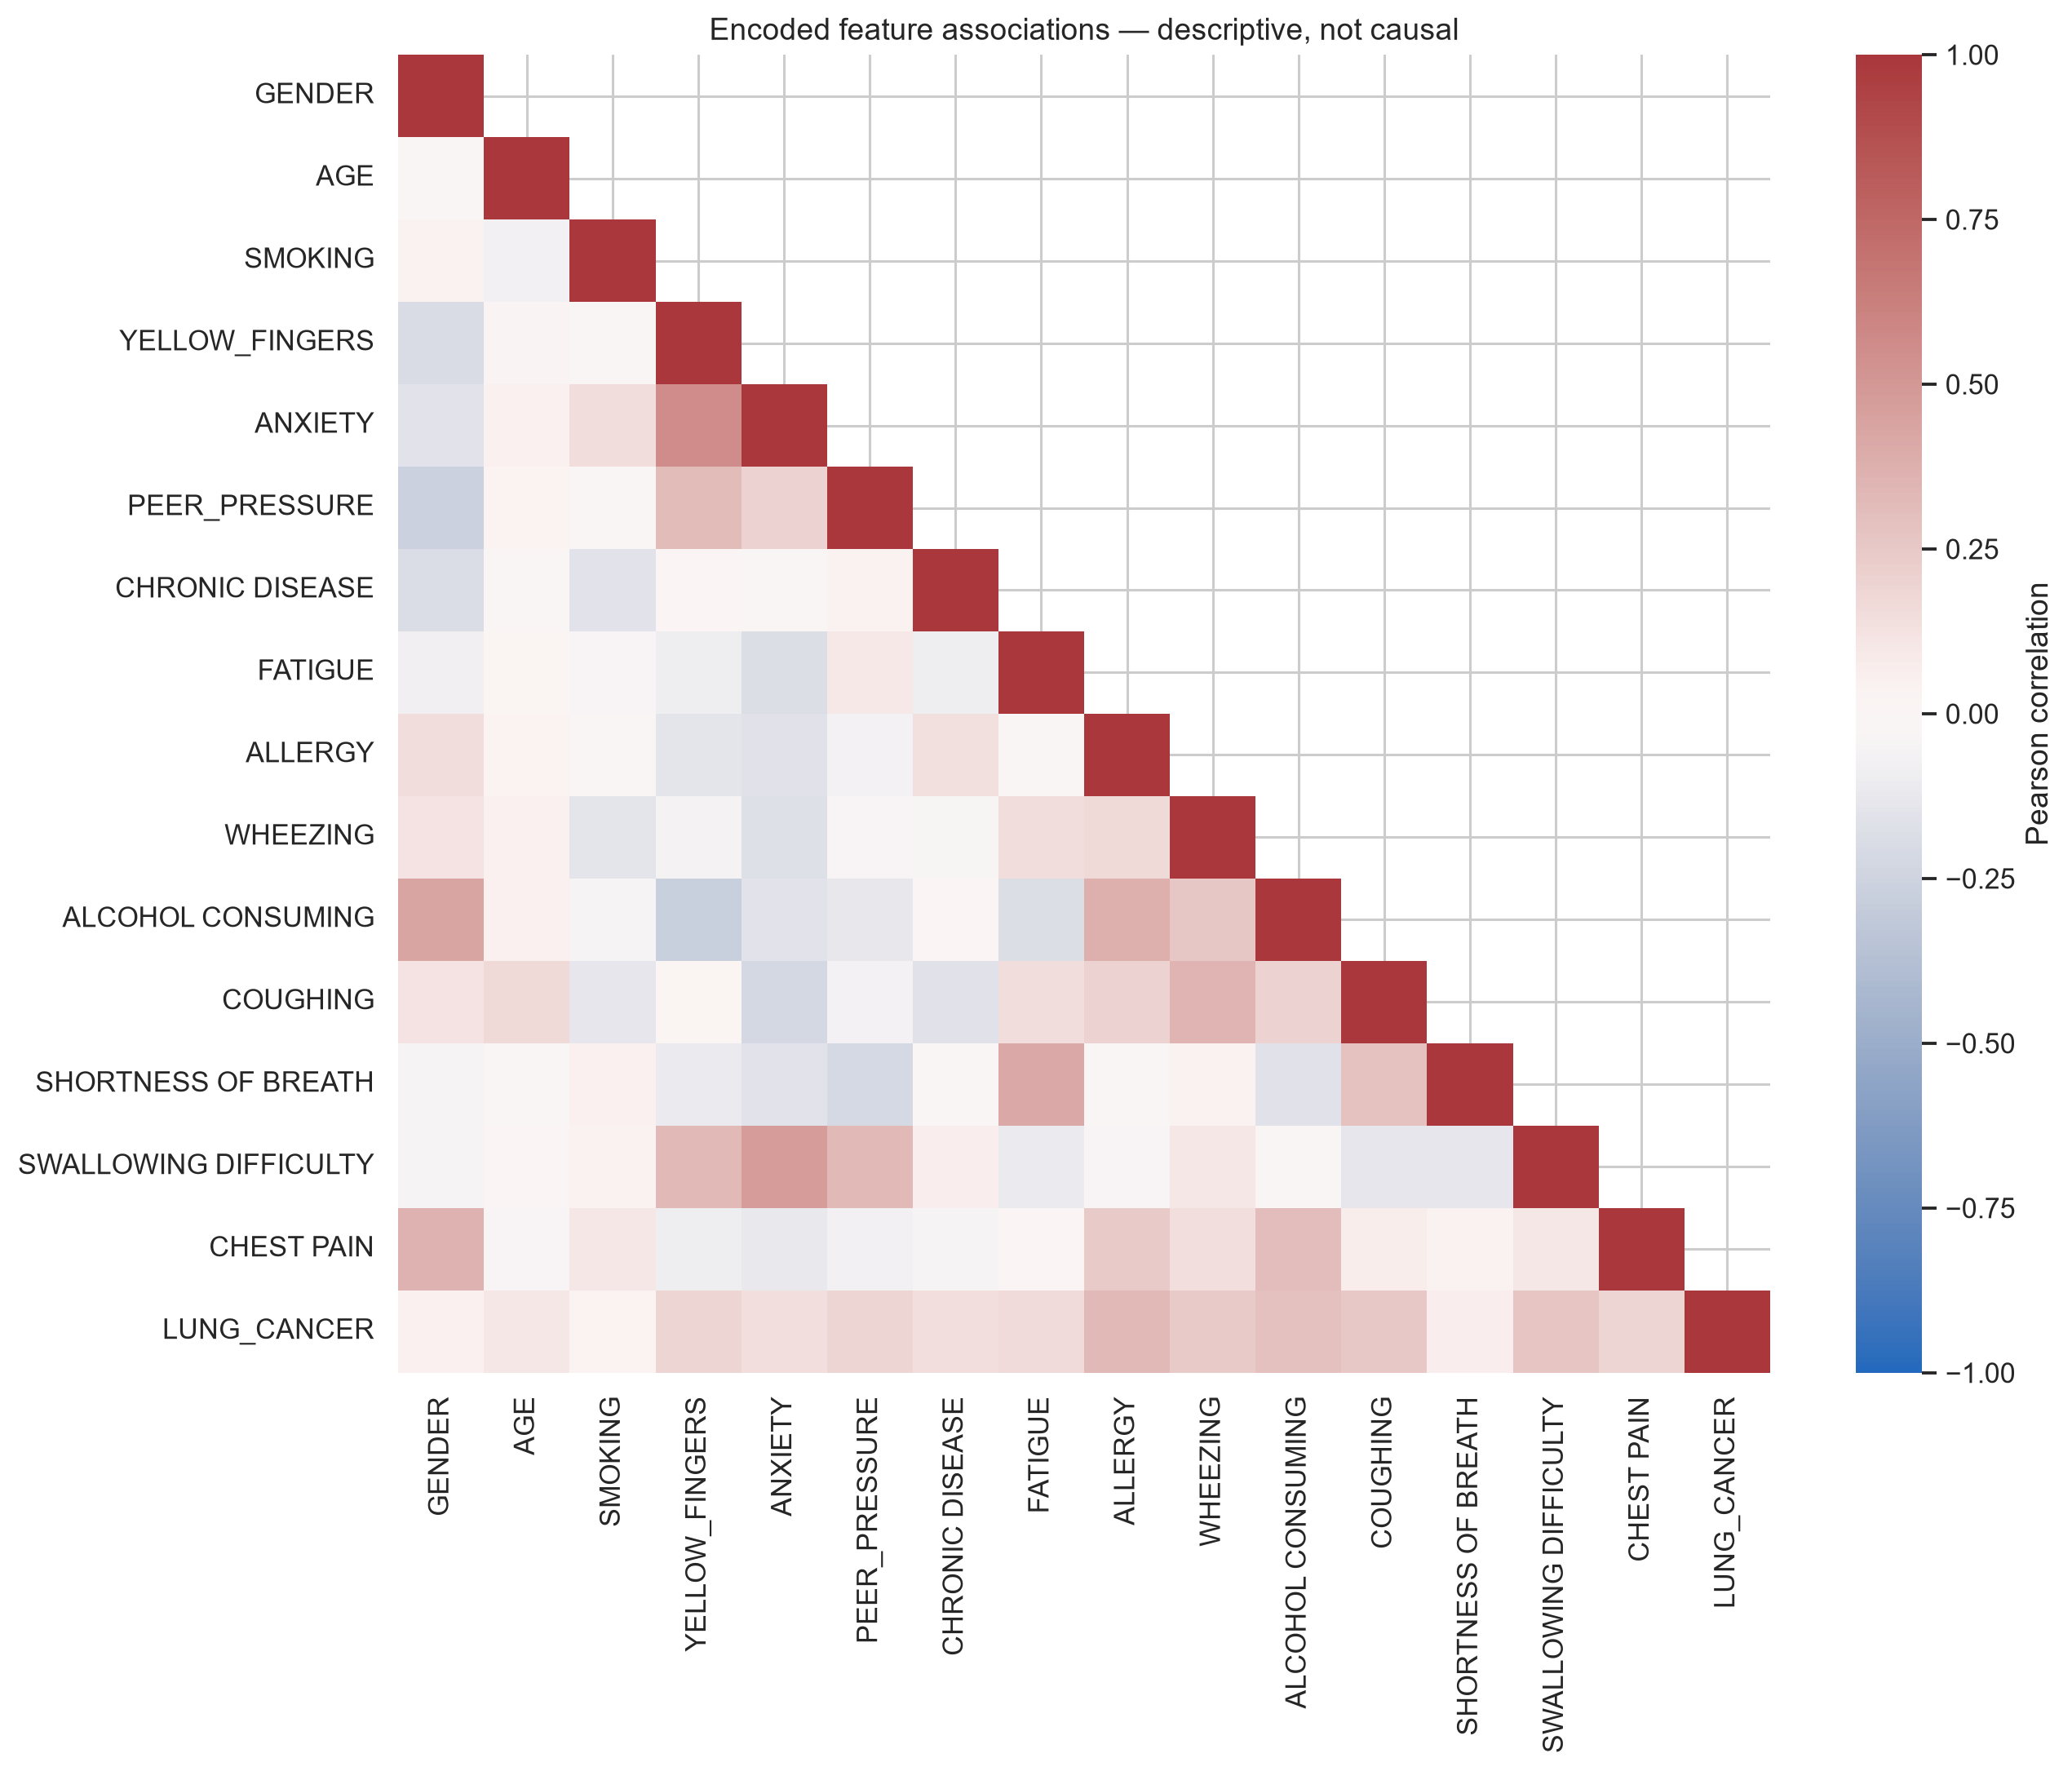 Encoded feature associations — descriptive, not causal
GENDER
AGE
SMOKING
YELLOW_FINGERS
ANXIETY
PEER_PRESSURE
CHRONIC DISEASE
FATIGUE
ALLERGY
WHEEZING
ALCOHOL CONSUMING
COUGHING
SHORTNESS OF BREATH
SWALLOWING DIFFICULTY
CHEST PAIN
LUNG_CANCER
GENDER
AGE
SMOKING
YELLOW_FINGERS
ANXIETY
PEER_PRESSURE
CHRONIC DISEASE
FATIGUE
ALLERGY
WHEEZING
ALCOHOL CONSUMING
COUGHING
SHORTNESS OF BREATH
SWALLOWING DIFFICULTY
CHEST PAIN
LUNG_CANCER
1.00
0.75
0.50
0.25
0.00
−0.25
−0.50
−0.75
−1.00
Pearson correlation